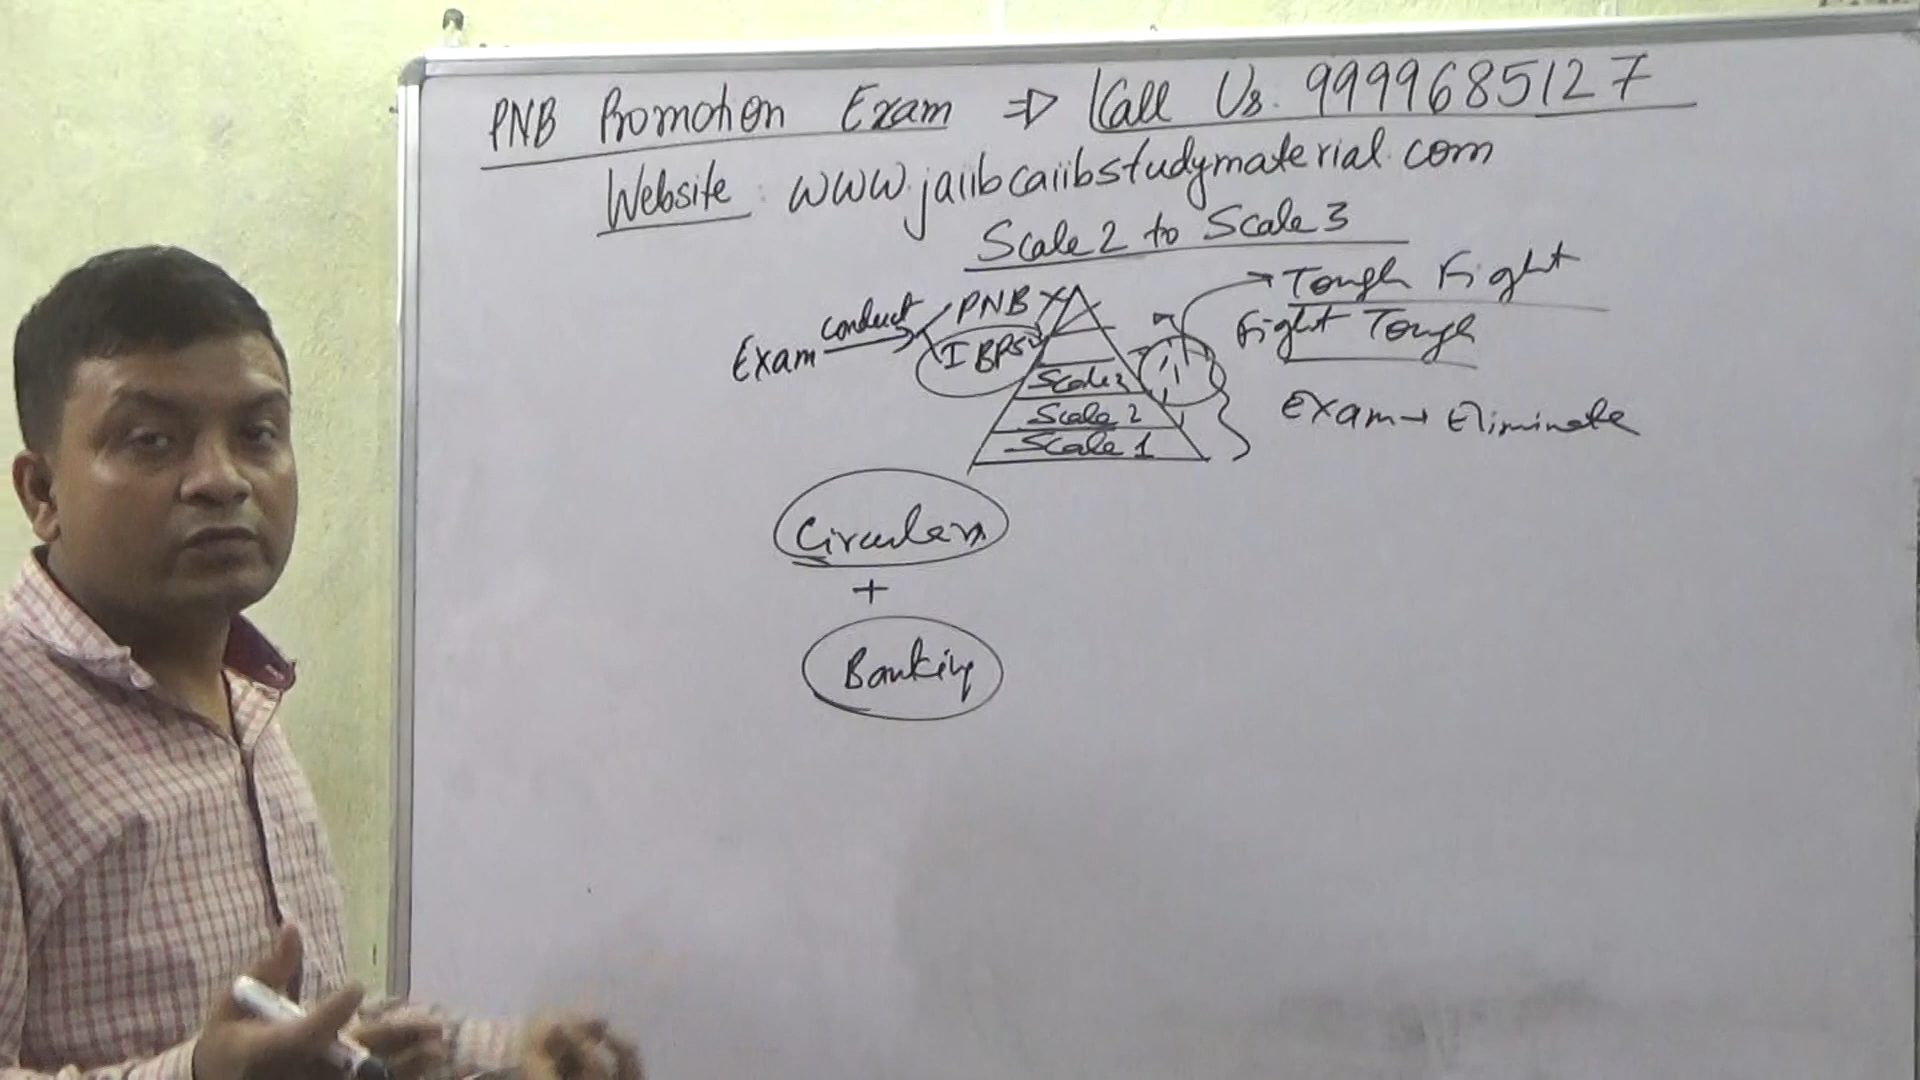 PNB Promotion Exam ⇒ Call Us: 9999685127
Website: www.jaiibcaiibstudymaterial.com
Scale 2 to Scale 3
Exam conduct PNB X
IBPS ✓
Tough Fight
Fight Tough
Scale 3
Scale 2
Scale 1
Exam → Eliminate
Circulars
+
Banking